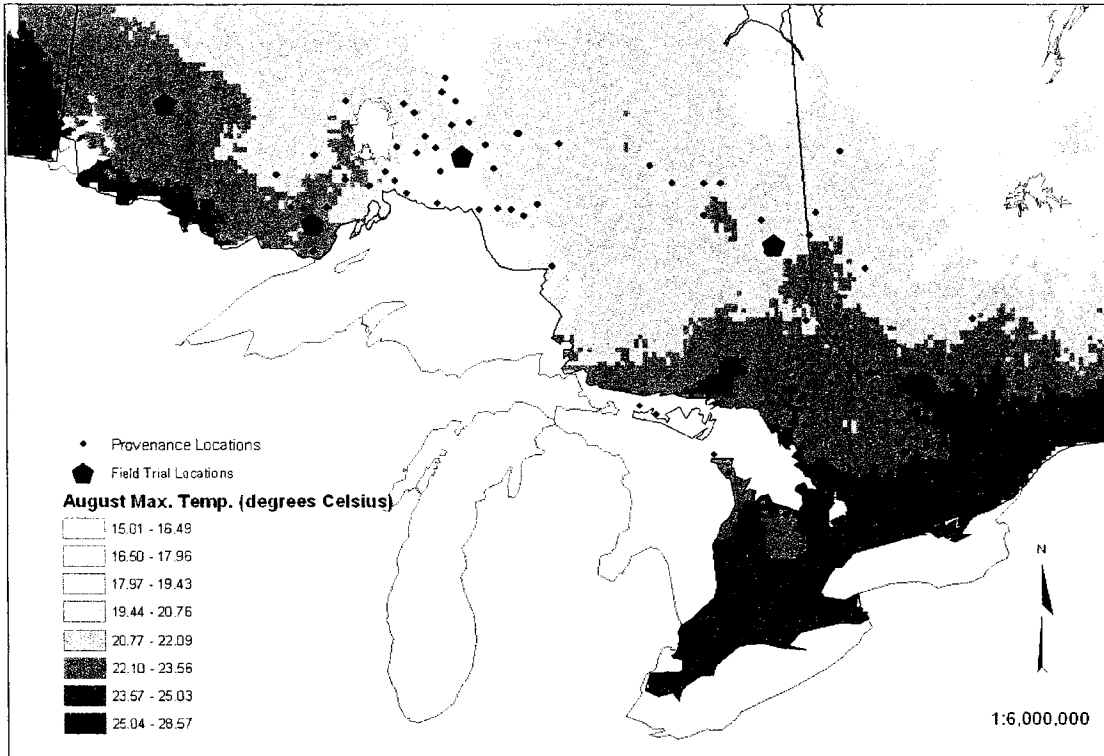 Provenance Locations
Field Trial Locations
August Max. Temp. (degrees Celsius)
15.01 - 16.49
16.50 - 17.96
17.97 - 19.43
19.44 - 20.76
20.77 - 22.09
22.10 - 23.56
23.57 - 25.03
25.04 - 28.57
N
1:6,000,000